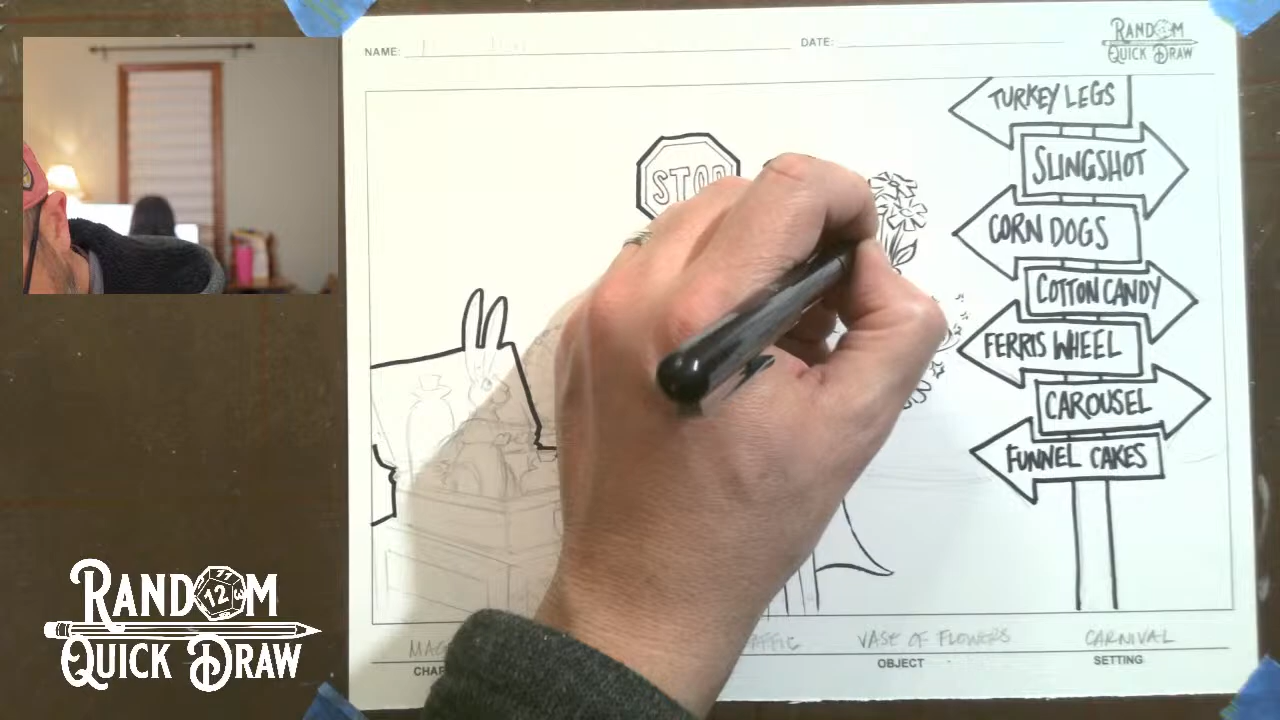 NAME:
DATE:
RANDOM
QUICK DRAW
TURKEY LEGS
SLINGSHOT
STOP
CORN DOGS
COTTON CANDY
FERRIS WHEEL
CAROUSEL
FUNNEL CAKES
VASE OF FLOWERS
CARNIVAL
OBJECT
SETTING
RANDOM
11
12
QUICK DRAW